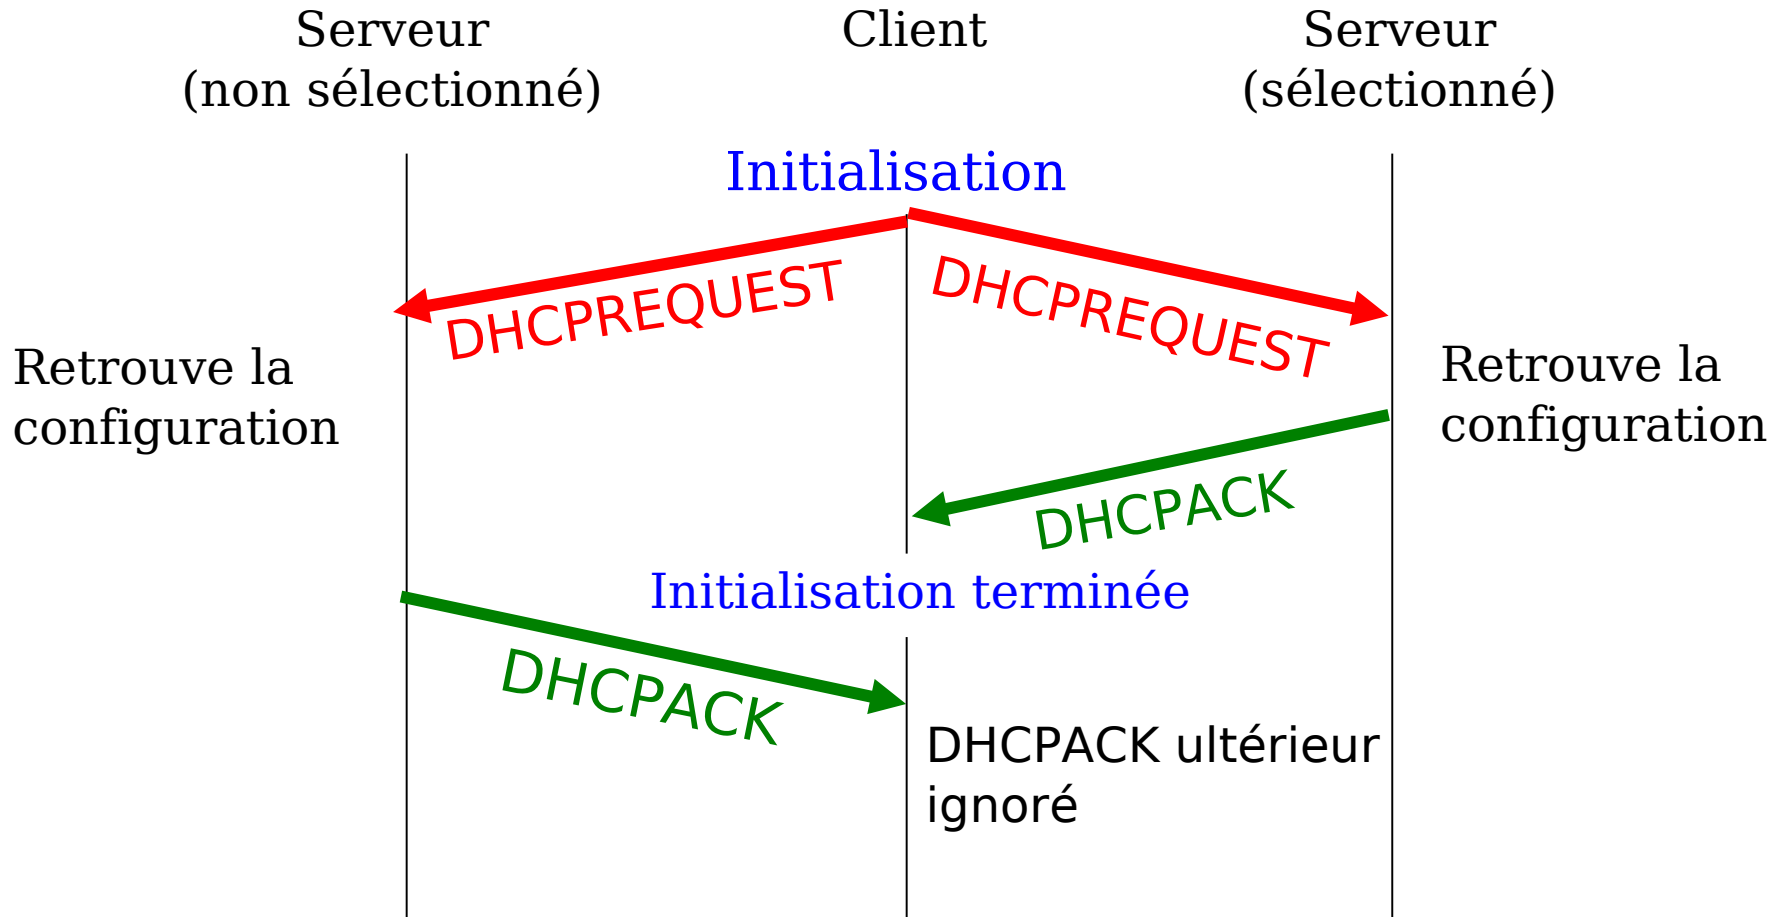 Serveur
(non sélectionné)
Client
Serveur
(sélectionné)
Initialisation
DHCPREQUEST
DHCPREQUEST
Retrouve la
configuration
Retrouve la
configuration
DHCPACK
Initialisation terminée
DHCPACK
DHCPACK ultérieur
ignoré